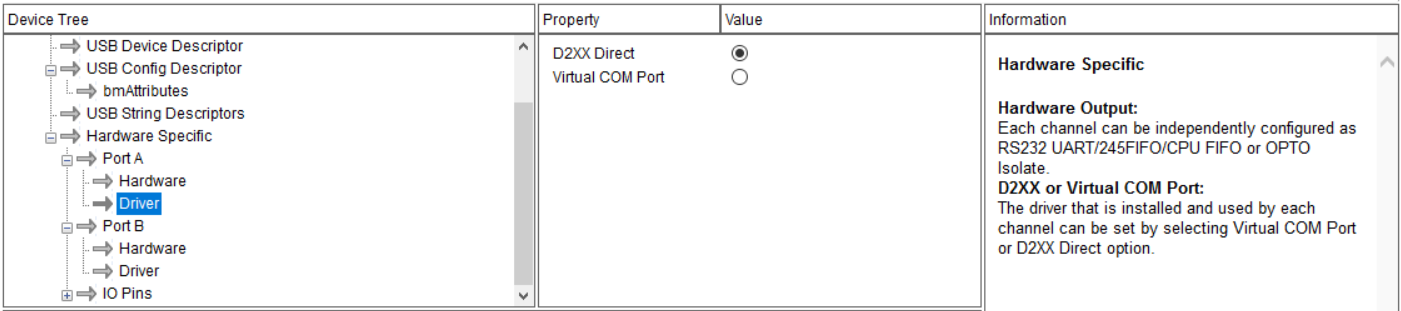 Device Tree
USB Device Descriptor
USB Config Descriptor
bmAttributes
USB String Descriptors
Hardware Specific
Port A
Hardware
Driver
Port B
Hardware
Driver
IO Pins
Property Value
D2XX Direct
Virtual COM Port
Information
Hardware Specific
Hardware Output:
Each channel can be independently configured as
RS232 UART/245FIFO/CPU FIFO or OPTO
Isolate.
D2XX or Virtual COM Port:
The driver that is installed and used by each
channel can be set by selecting Virtual COM Port
or D2XX Direct option.